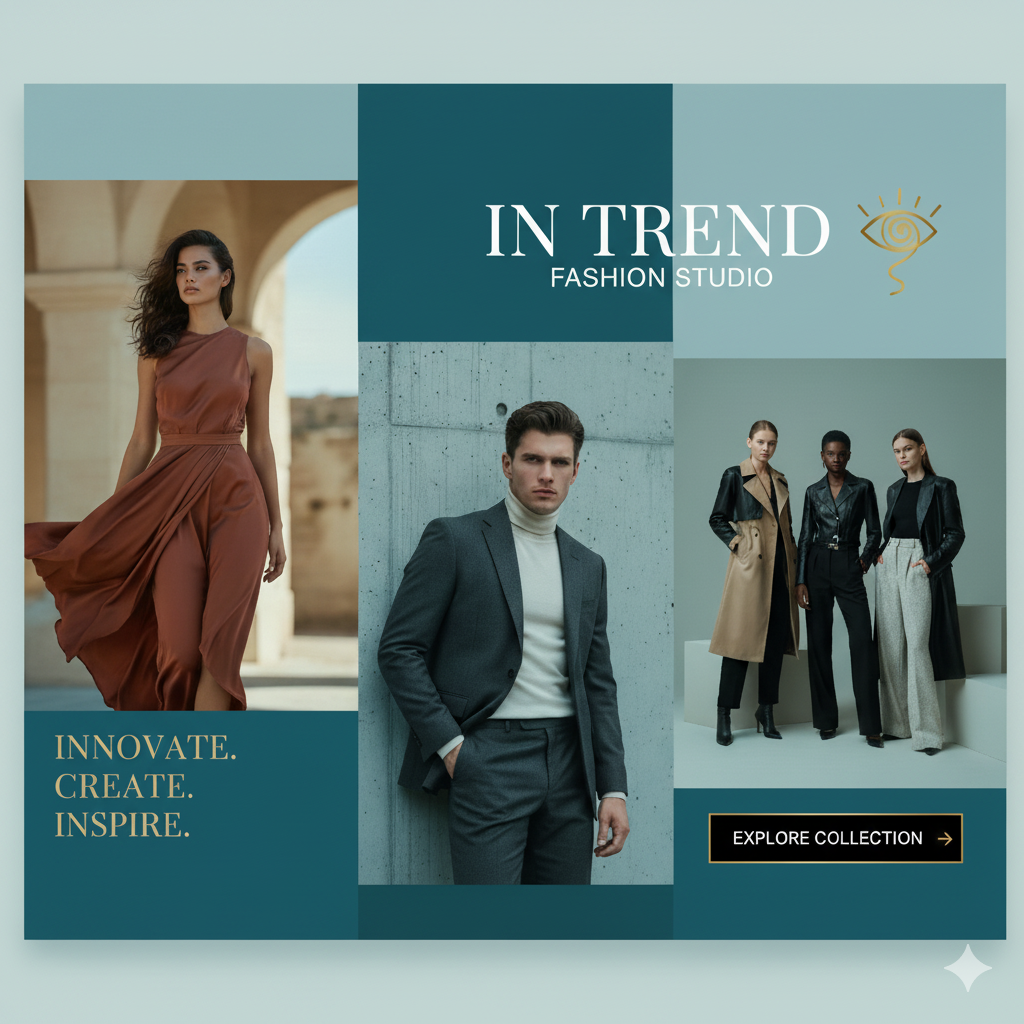 IN TREND
FASHION STUDIO
INNOVATE.
CREATE.
INSPIRE.
EXPLORE COLLECTION →